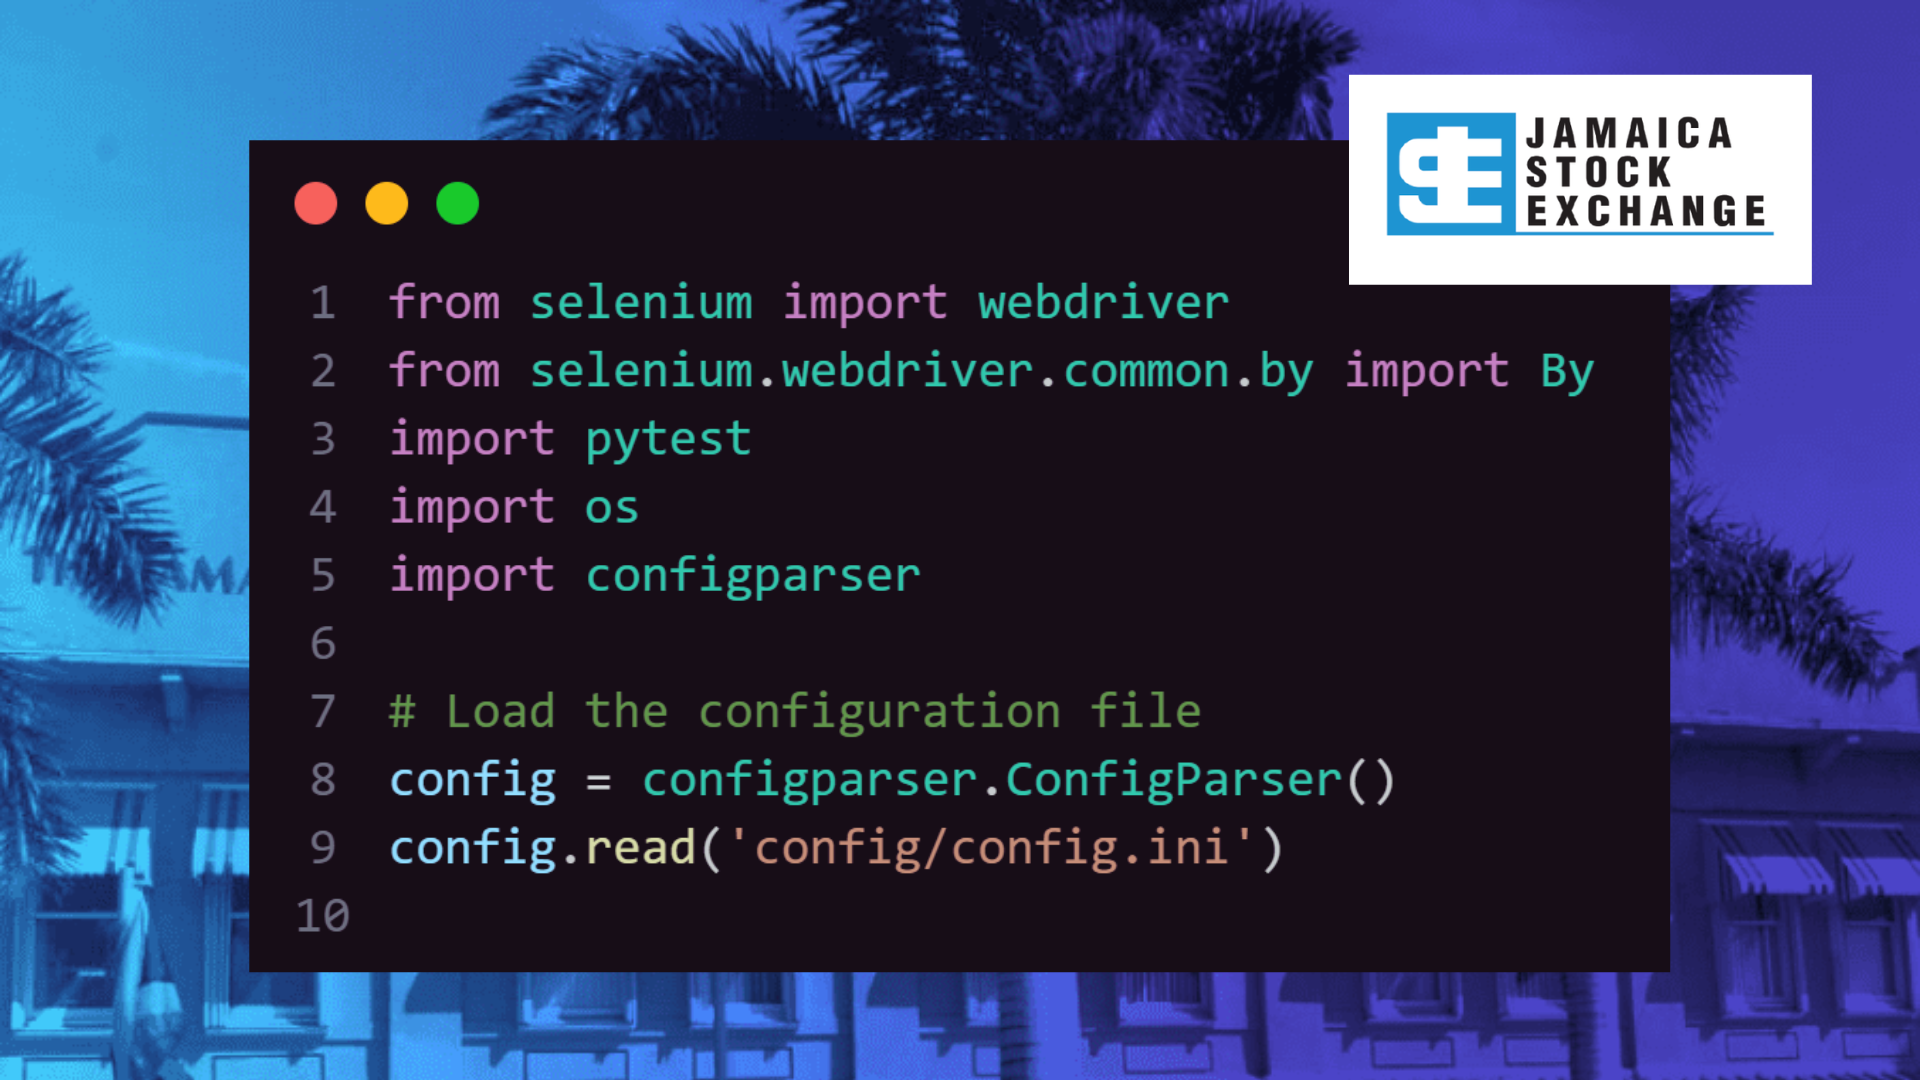 JAMAICA
STOCK
EXCHANGE
1 from selenium import webdriver
2 from selenium.webdriver.common.by import By
3 import pytest
4 import os
5 import configparser
6
7 # Load the configuration file
8 config = configparser.ConfigParser()
9 config.read('config/config.ini')
10